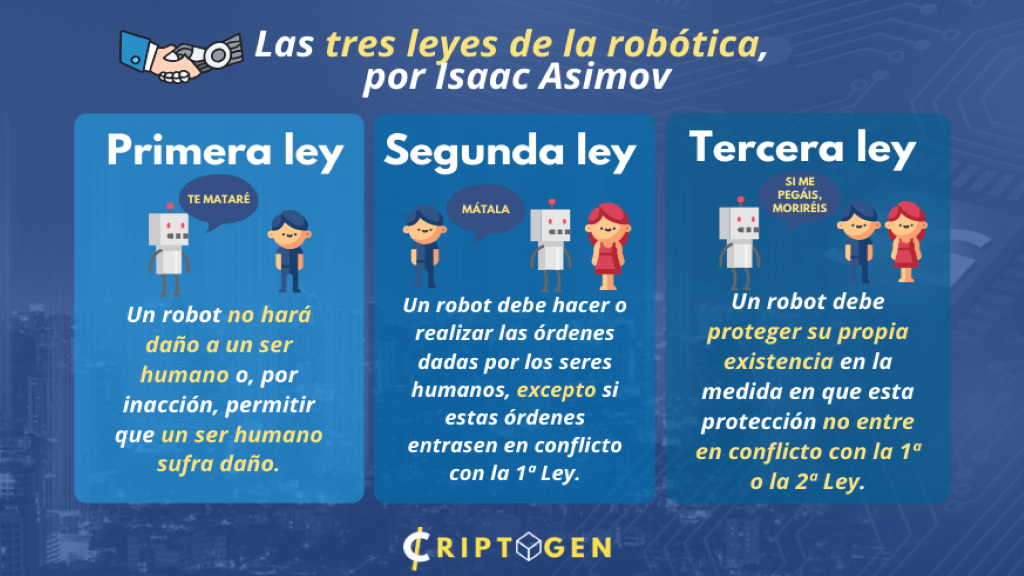 Las tres leyes de la robótica,
por Isaac Asimov
Primera ley
TE MATARÉ
Un robot no hará
daño a un ser
humano o, por
inacción, permitir
que un ser humano
sufra daño.
Segunda ley
MÁTALA
Un robot debe hacer o
realizar las órdenes
dadas por los seres
humanos, excepto si
estas órdenes
entrasen en conflicto
con la 1ª Ley.
Tercera ley
SI ME
PEGÁIS,
MORIRÉIS
Un robot debe
proteger su propia
existencia en la
medida en que esta
protección no entre
en conflicto con la 1ª
o la 2ª Ley.
CRIPTOGEN